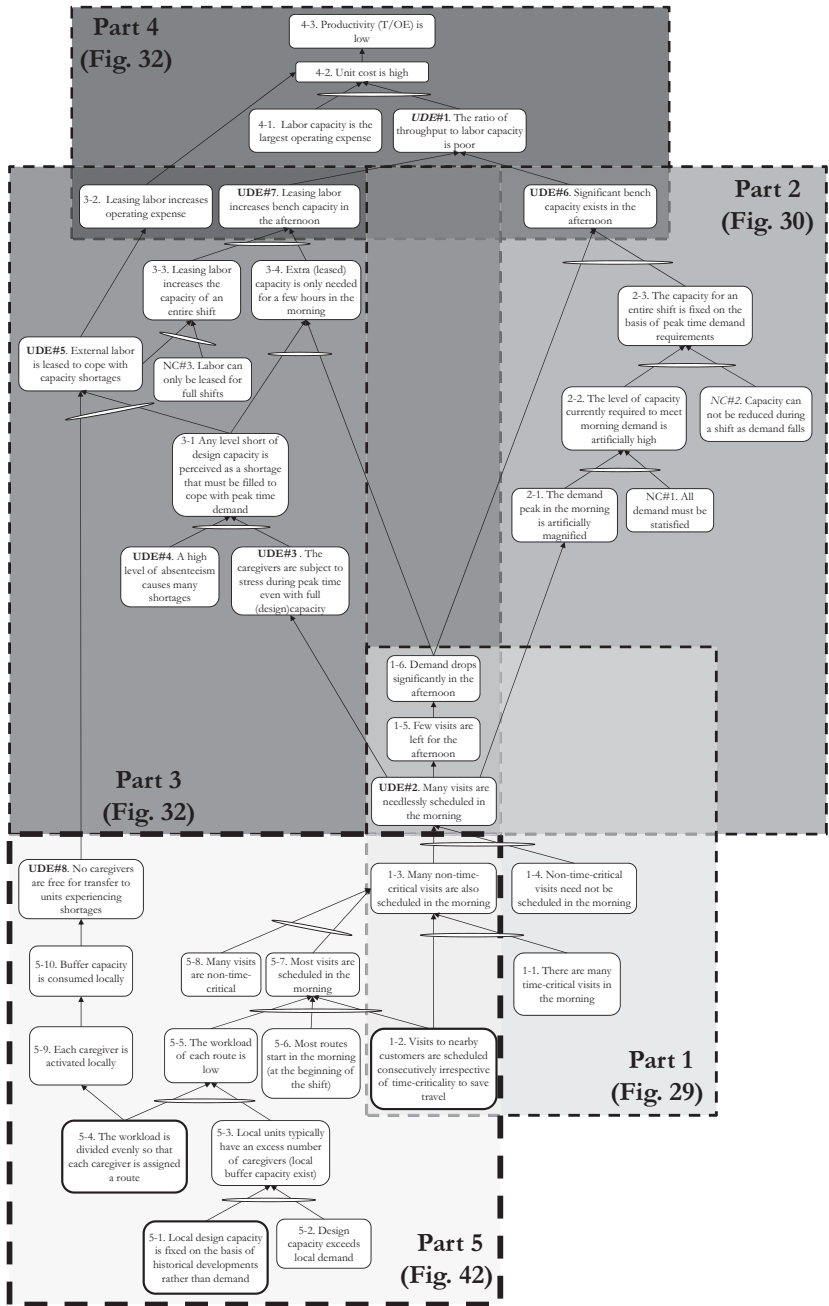 Part 4
(Fig. 32)
4-3. Productivity (T/OE) is
low
4-2. Unit cost is high
4-1. Labor capacity is the
largest operating expense
UDE#1. The ratio of
throughput to labor capacity
is poor
3-2. Leasing labor increases
operating expense
UDE#7. Leasing labor
increases bench capacity in
the afternoon
UDE#6. Significant bench
capacity exists in the
afternoon
Part 2
(Fig. 30)
3-3. Leasing labor
increases the
capacity of an
entire shift
3-4. Extra (leased)
capacity is only needed
for a few hours in the
morning
2-3. The capacity for an
entire shift is fixed on the
basis of peak time demand
requirements
UDE#5. External labor
is leased to cope with
capacity shortages
NC#3. Labor can
only be leased for
full shifts
2-2. The level of capacity
currently required to meet
morning demand is
artificially high
NC#2. Capacity can
not be reduced during
a shift as demand falls
3-1 Any level short of
design capacity is
perceived as a shortage
that must be filled to
cope with peak time
demand
2-1. The demand
peak in the morning
is artificially
magnified
NC#1. All
demand must be
statisfied
UDE#4. A high
level of absenteeism
causes many
shortages
UDE#3 . The
caregivers are subject to
stress during peak time
even with full
(design)capacity
1-6. Demand drops
significantly in the
afternoon
1-5. Few visits are
left for the
afternoon
UDE#2. Many visits are
needlessly scheduled in
the morning
Part 3
(Fig. 32)
UDE#8. No caregivers
are free for transfer to
units experiencing
shortages
1-3. Many non-time-
critical visits are also
scheduled in the
morning
1-4. Non-time-critical
visits need not be
scheduled in the morning
5-10. Buffer capacity
is consumed locally
5-8. Many visits
are non-time-
critical
5-7. Most visits are
scheduled in the
morning
1-1. There are many
time-critical visits in
the morning
5-9. Each caregiver is
activated locally
5-5. The workload
of each route is
low
5-6. Most routes
start in the morning
(at the beginning of
the shift)
1-2. Visits to nearby
customers are scheduled
consecutively irrespective
of time-criticality to save
travel
Part 1
(Fig. 29)
5-4. The workload is
divided evenly so that
each caregiver is assigned
a route
5-3. Local units typically
have an excess number
of caregivers (local
buffer capacity exist)
5-1. Local design capacity
is fixed on the basis of
historical developments
rather than demand
5-2. Design
capacity exceeds
local demand
Part 5
(Fig. 42)